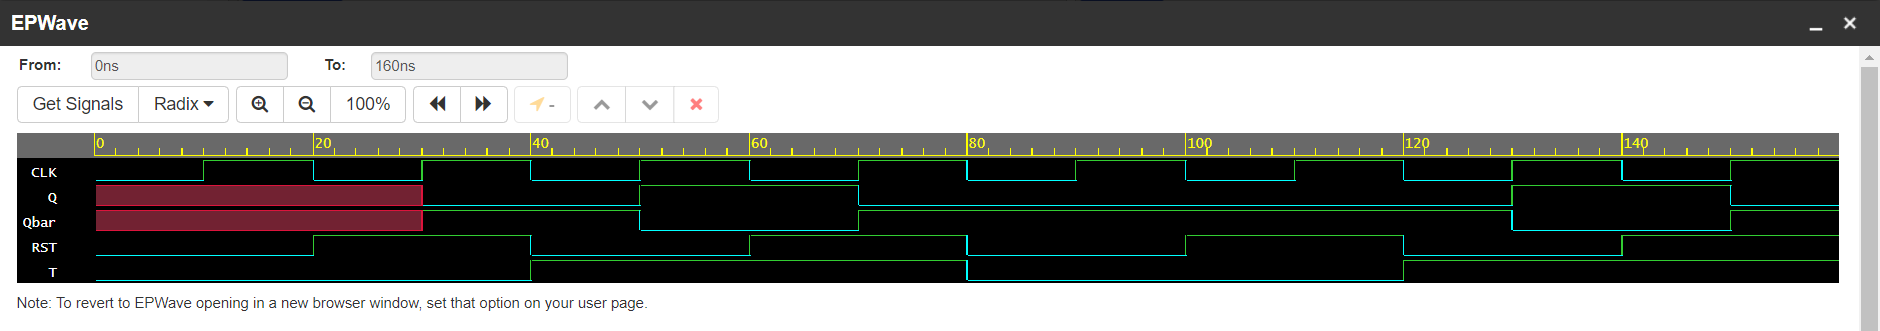 EPWave
From: 0ns To: 160ns
Get Signals Radix 100% -
0 20 40 60 80 100 120 140
CLK
Q
Qbar
RST
T
Note: To revert to EPWave opening in a new browser window, set that option on your user page.